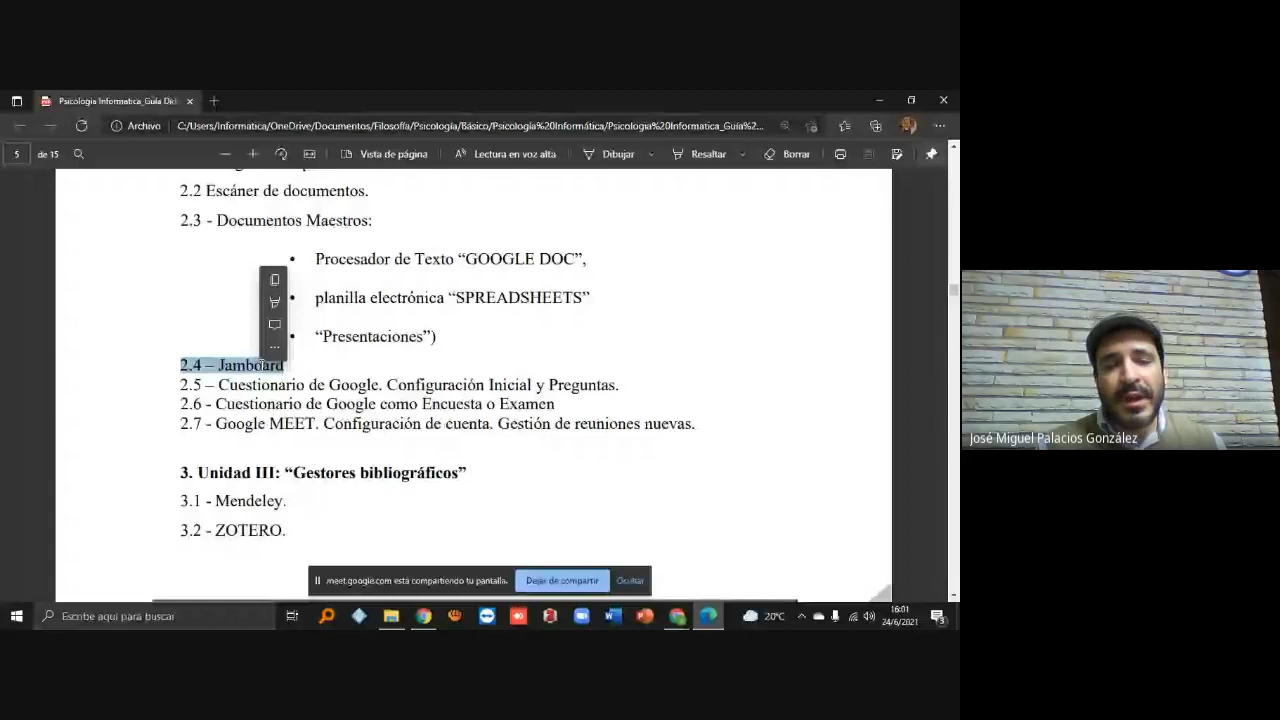 Psicologia Informatica_Guía Did
Archivo
C:/Users/Informatica/OneDrive/Documentos/Filosofía/Psicología/Básico/Psicología%20Informática/Psicologia%20Informatica_Guía%2...
5 de 15
Vista de página
Lectura en voz alta
Dibujar
Resaltar
Borrar
2.2 Escáner de documentos.
2.3 - Documentos Maestros:
• Procesador de Texto “GOOGLE DOC”,
• planilla electrónica “SPREADSHEETS”
• “Presentaciones”)
2.4 – Jamboard
2.5 – Cuestionario de Google. Configuración Inicial y Preguntas.
2.6 - Cuestionario de Google como Encuesta o Examen
2.7 - Google MEET. Configuración de cuenta. Gestión de reuniones nuevas.
3. Unidad III: “Gestores bibliográficos”
3.1 - Mendeley.
3.2 - ZOTERO.
meet.google.com está compartiendo tu pantalla.
Dejar de compartir
Ocultar
Escribe aquí para buscar
20°C
16:01
24/6/2021
3
José Miguel Palacios González